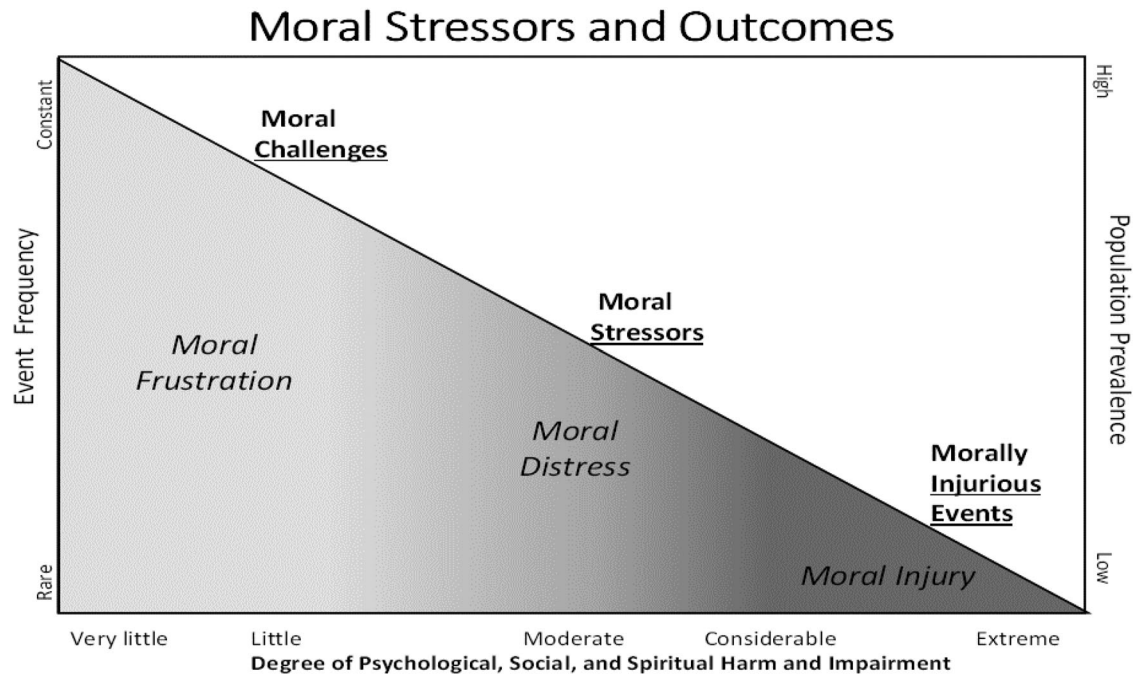 Moral Stressors and Outcomes
Constant
Event Frequency
Rare
High
Population Prevalence
Low
Moral
Challenges
Moral
Stressors
Morally
Injurious
Events
Moral
Frustration
Moral
Distress
Moral Injury
Very little Little Moderate Considerable Extreme
Degree of Psychological, Social, and Spiritual Harm and Impairment